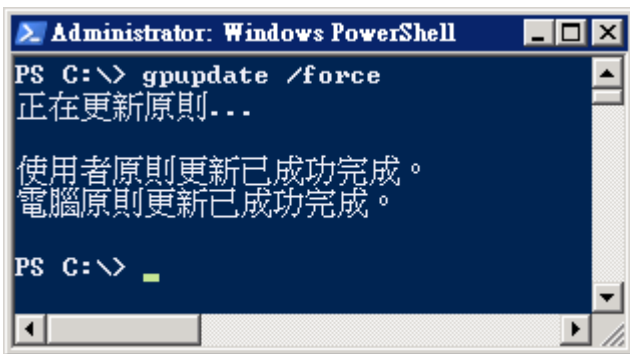 Administrator: Windows PowerShell
PS C:\> gpupdate /force
正在更新原則...
使用者原則更新已成功完成。
電腦原則更新已成功完成。
PS C:\>